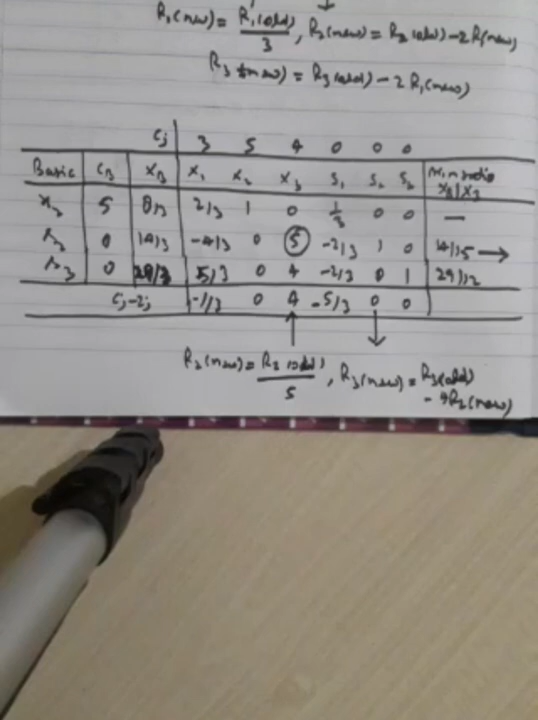 R₁(new) = R₁(old)/3, R₂(new) = R₂(old) - 2R₁(new)
R₃(new) = R₃(old) - 2R₁(new)
Cj 3 5 4 0 0 0
Basic CB XB X₁ X₂ X₃ S₁ S₂ S₃ Min ratio XB/X₃
X₂ 5 8/3 2/3 1 0 1/3 0 0 —
S₂ 0 14/3 -4/3 0 5 -2/3 1 0 14/15 →
S₃ 0 29/3 5/3 0 4 -2/3 0 1 29/12
Cj-Zj -1/3 0 4 -5/3 0 0
R₂(new) = R₂(old)/5, R₃(new) = R₃(old)
- 4R₂(new)